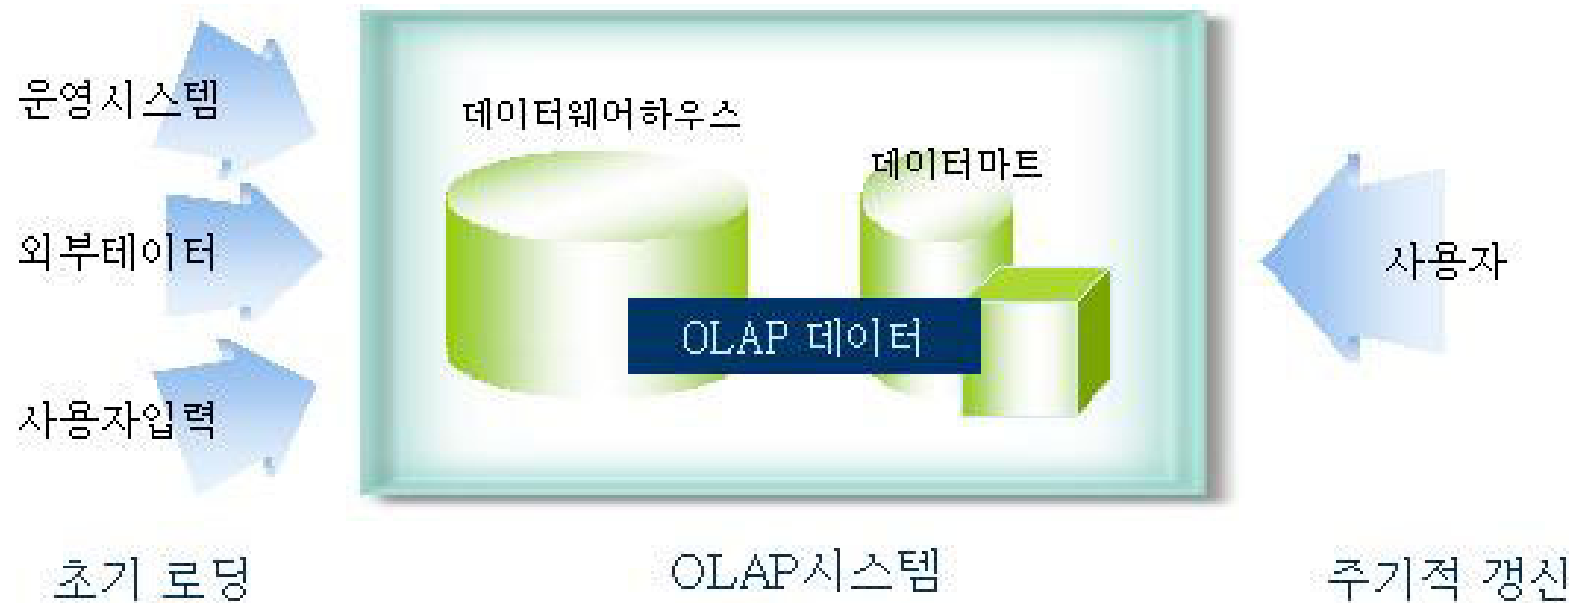 운영시스템
외부데이터
사용자입력
초기 로딩
데이터웨어하우스
데이터마트
OLAP 데이터
OLAP시스템
사용자
주기적 갱신